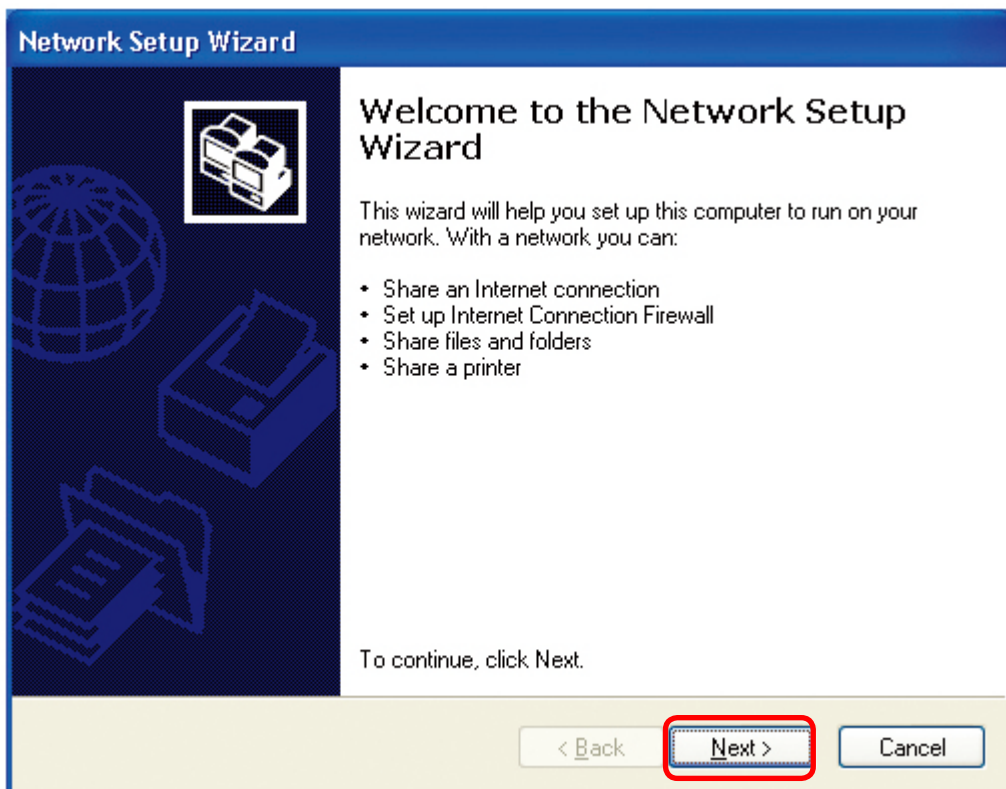 Network Setup Wizard
Welcome to the Network Setup
Wizard
This wizard will help you set up this computer to run on your
network. With a network you can:
• Share an Internet connection
• Set up Internet Connection Firewall
• Share files and folders
• Share a printer
To continue, click Next.
< Back Next > Cancel